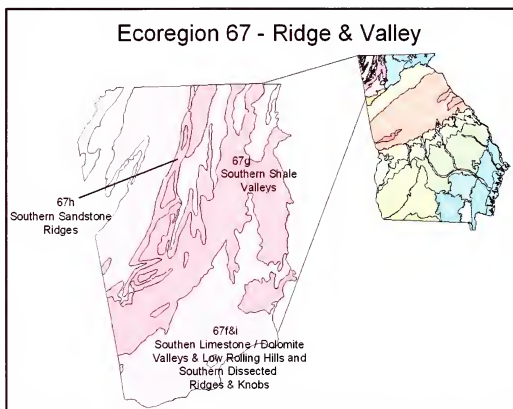 Ecoregion 67 - Ridge & Valley
67h
Southern Sandstone
Ridges
67g
Southern Shale
Valleys
67f&i
Southen Limestone / Dolomite
Valleys & Low Rolling Hills and
Southern Dissected
Ridges & Knobs